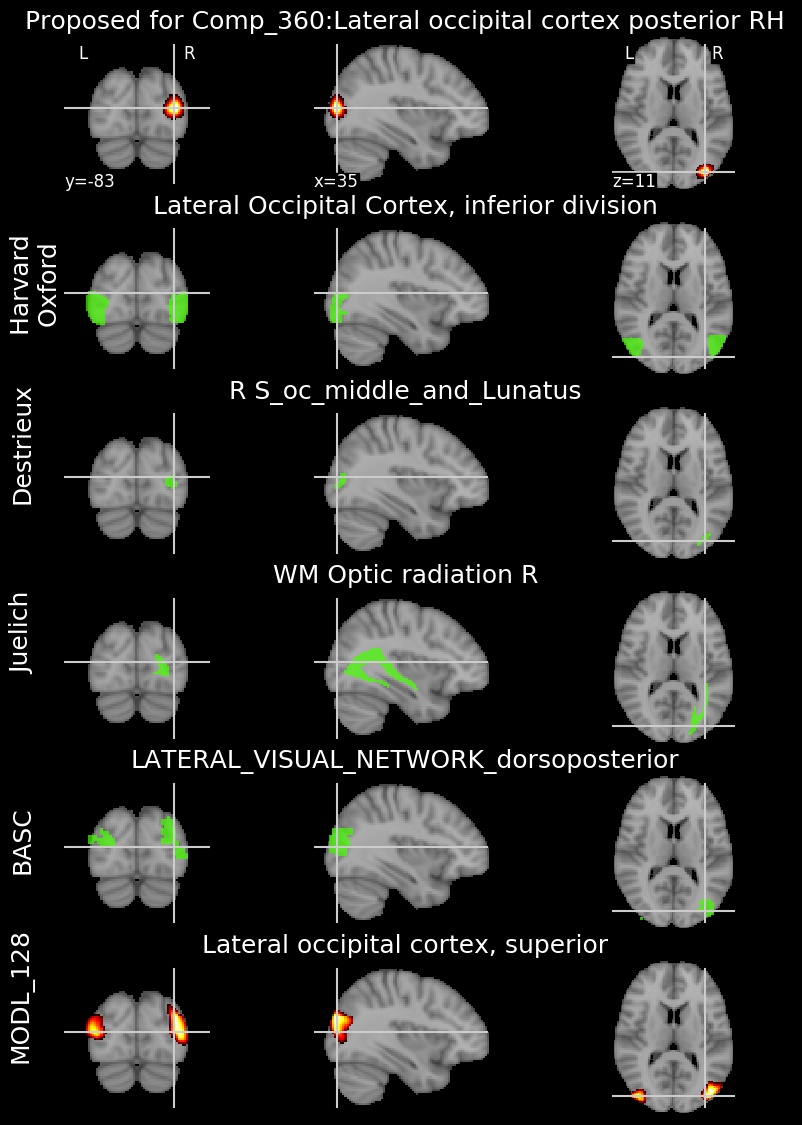 Proposed for Comp_360:Lateral occipital cortex posterior RH
L R
L R
y=-83
x=35
z=11
Lateral Occipital Cortex, inferior division
Harvard
Oxford
R S_oc_middle_and_Lunatus
Destrieux
WM Optic radiation R
Juelich
LATERAL_VISUAL_NETWORK_dorsoposterior
BASC
Lateral occipital cortex, superior
MODL_128